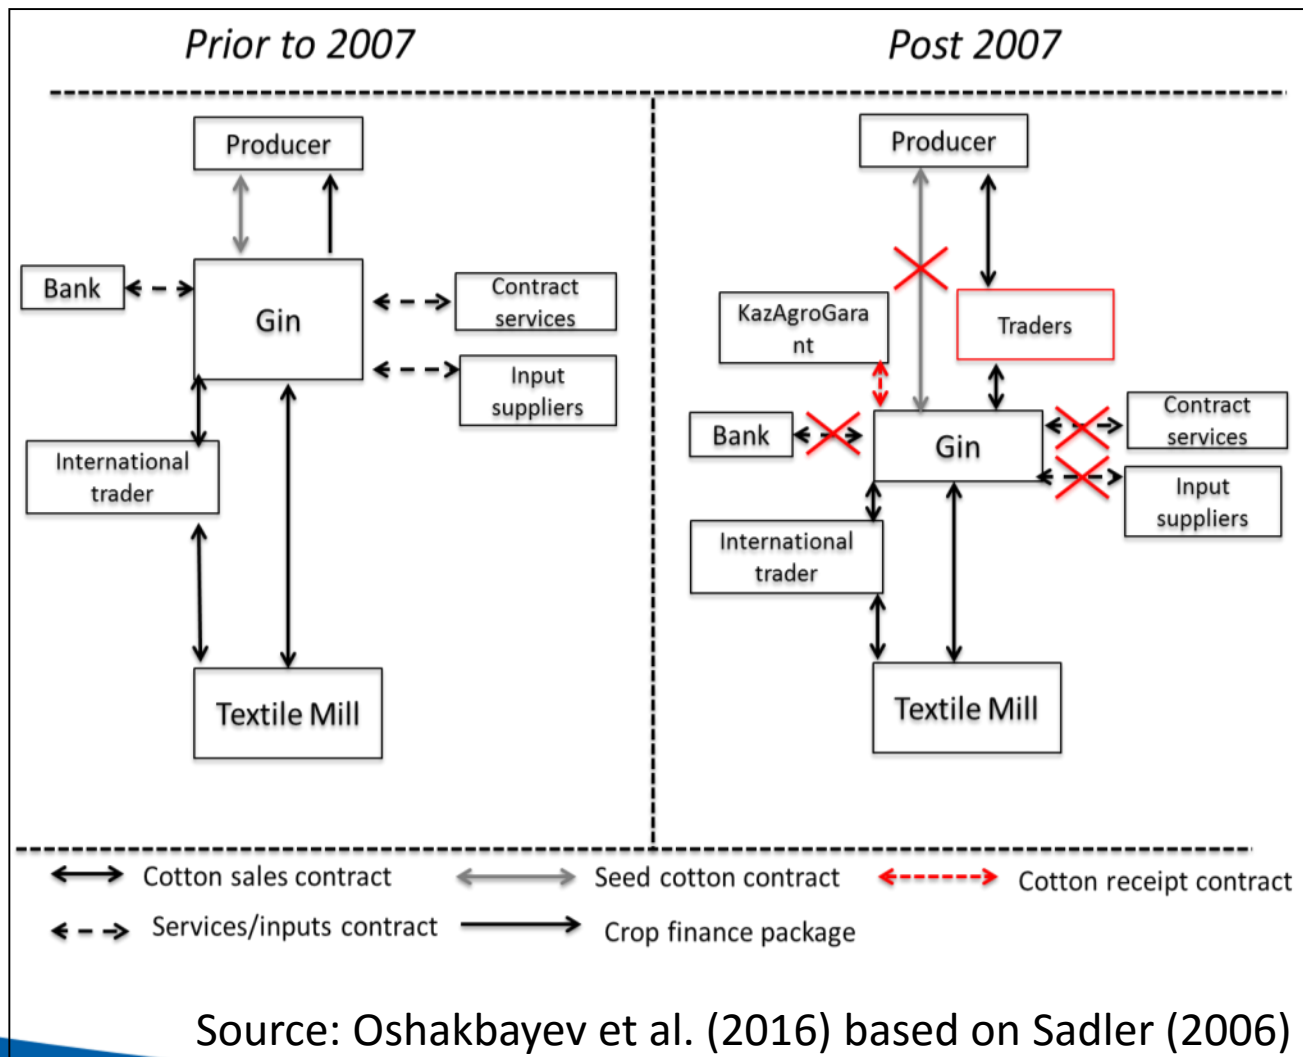 Prior to 2007
Post 2007
Producer
Bank
Gin
Contract
services
Input
suppliers
International
trader
Textile Mill
Producer
KazAgroGara
nt
Traders
Bank
Gin
Contract
services
Input
suppliers
International
trader
Textile Mill
Cotton sales contract
Seed cotton contract
Cotton receipt contract
Services/inputs contract
Crop finance package
Source: Oshakbayev et al. (2016) based on Sadler (2006)